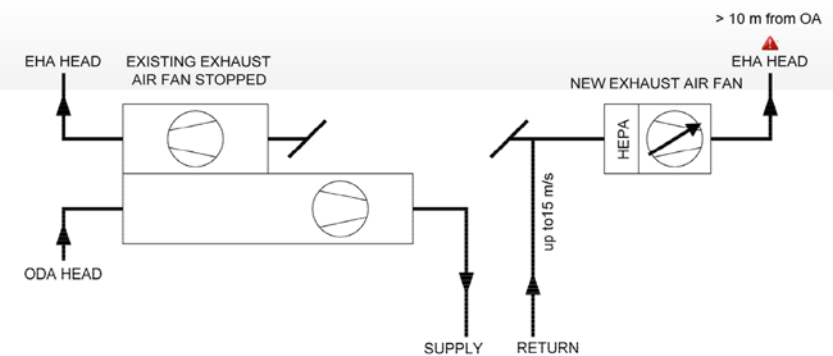 > 10 m from OA
EHA HEAD
EXISTING EXHAUST
AIR FAN STOPPED
EHA HEAD
NEW EXHAUST AIR FAN
HEPA
up to15 m/s
ODA HEAD
SUPPLY
RETURN